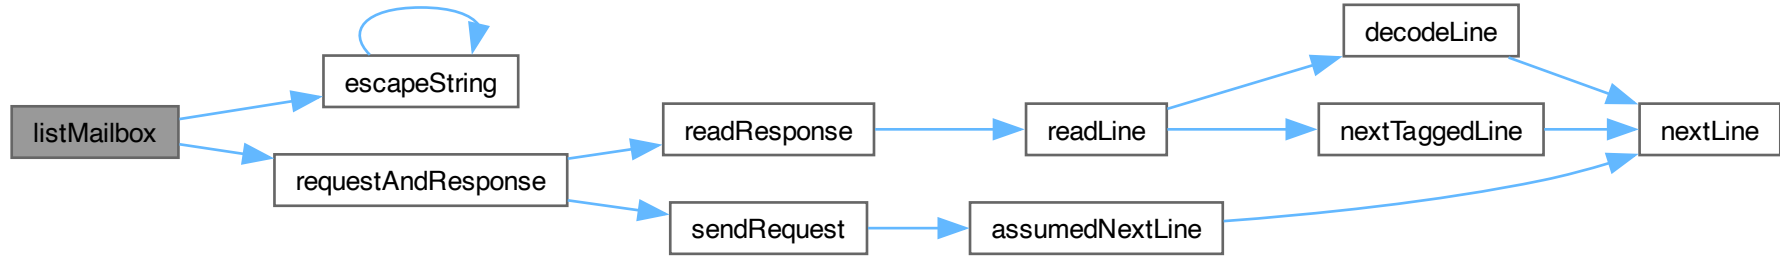 listMailbox
escapeString
requestAndResponse
readResponse
sendRequest
readLine
assumedNextLine
decodeLine
nextTaggedLine
nextLine